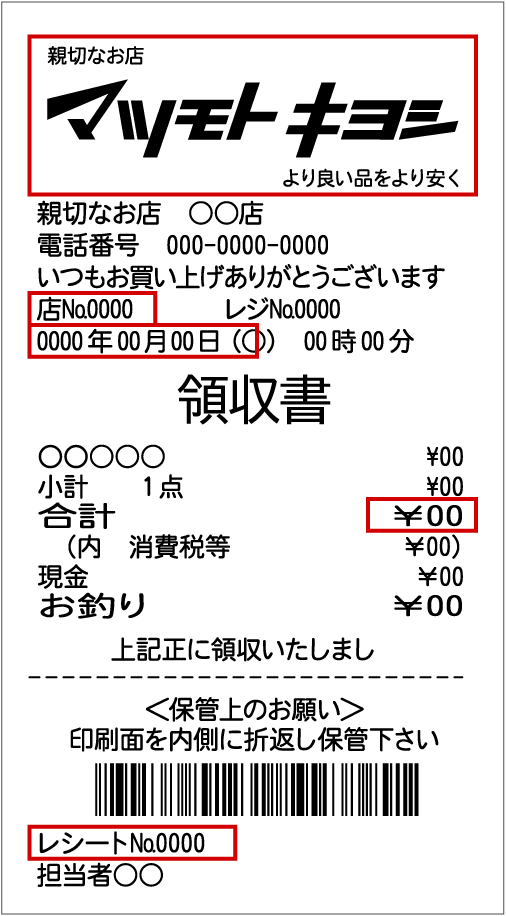 親切なお店
マツモトキヨシ
より良い品をより安く
親切なお店　〇〇店
電話番号　000-0000-0000
いつもお買い上げありがとうございます
店№0000　　　レジ№0000
0000年00月00日（〇）　00時00分
領収書
〇〇〇〇〇　　　¥00
小計　　1点　　　¥00
合計　　　¥00
（内　消費税等　　　¥00）
現金　　　¥00
お釣り　　　¥00
上記正に領収いたしまし
＜保管上のお願い＞
印刷面を内側に折返し保管下さい
レシート№0000
担当者〇〇